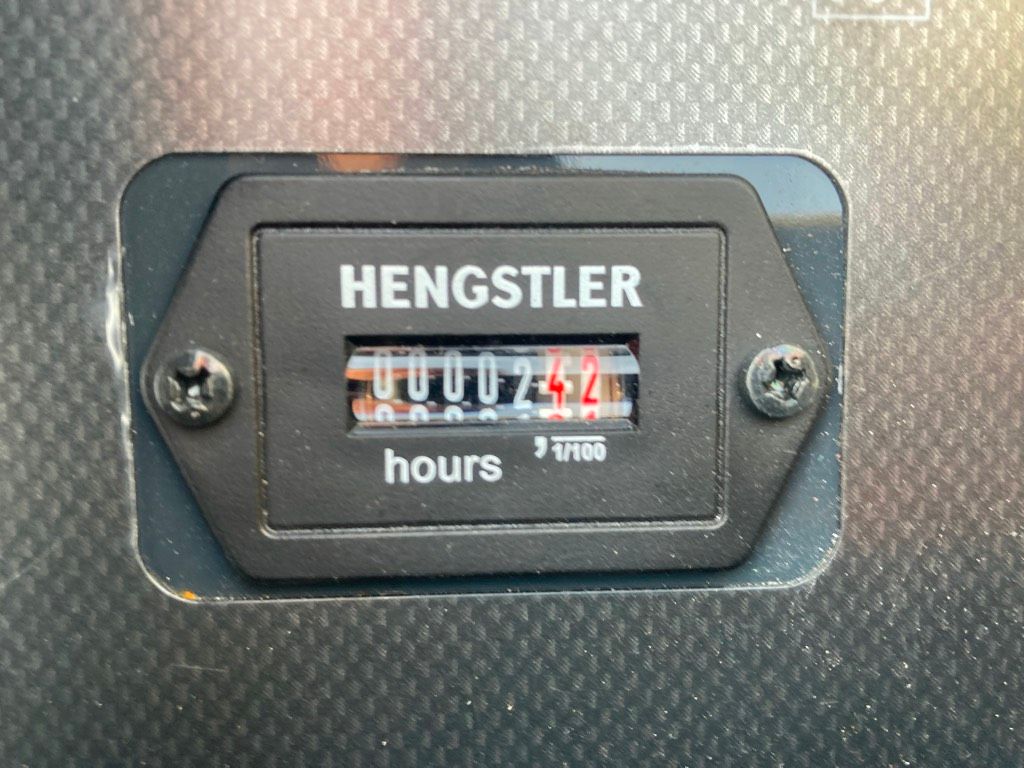 HENGSTLER
0000242
hours , 1/100